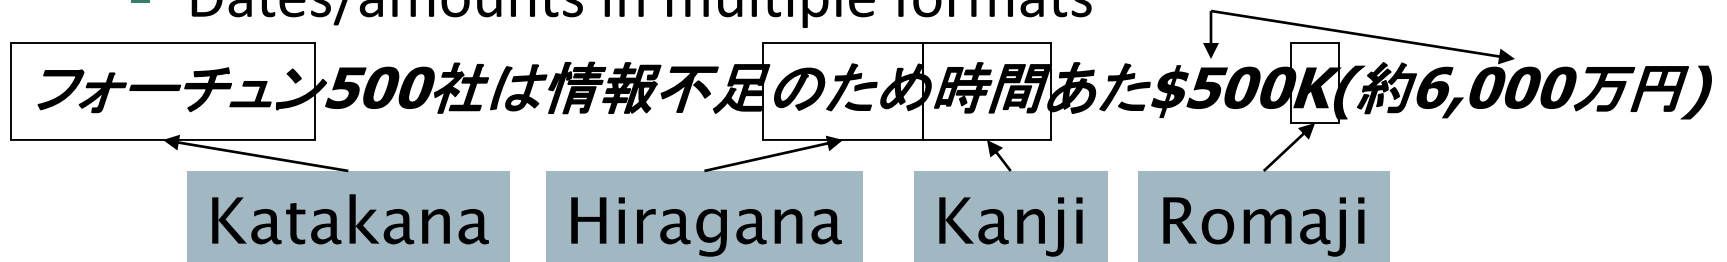 Dates/amounts in multiple formats
フォーチュン500社は情報不足のため時間あた$500K(約6,000万円)
Katakana Hiragana Kanji Romaji